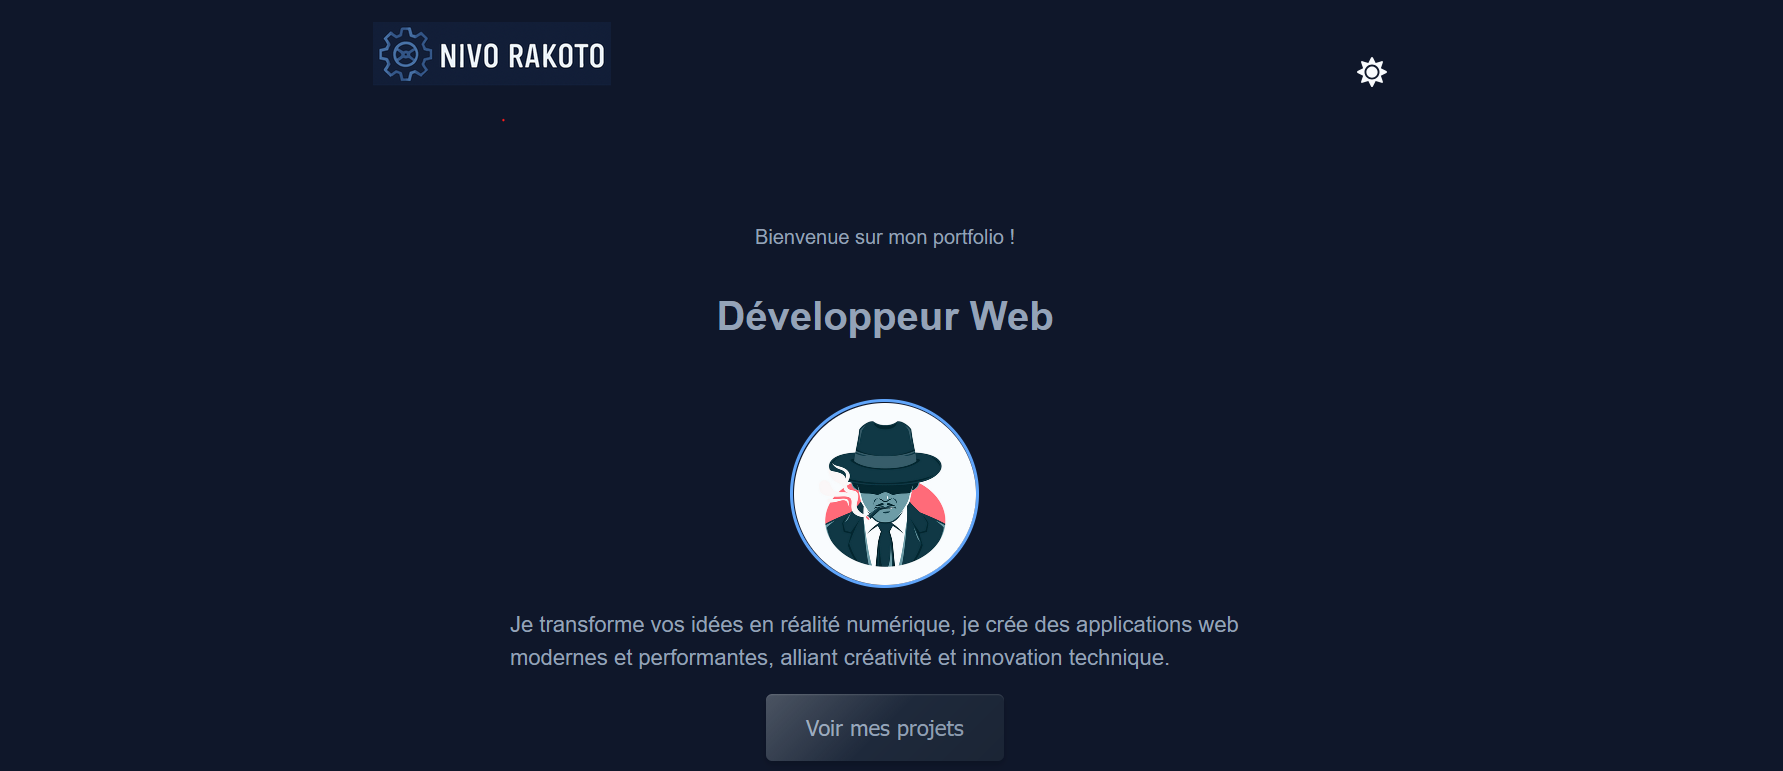 NIVO RAKOTO
Bienvenue sur mon portfolio !
Développeur Web
Je transforme vos idées en réalité numérique, je crée des applications web
modernes et performantes, alliant créativité et innovation technique.
Voir mes projets